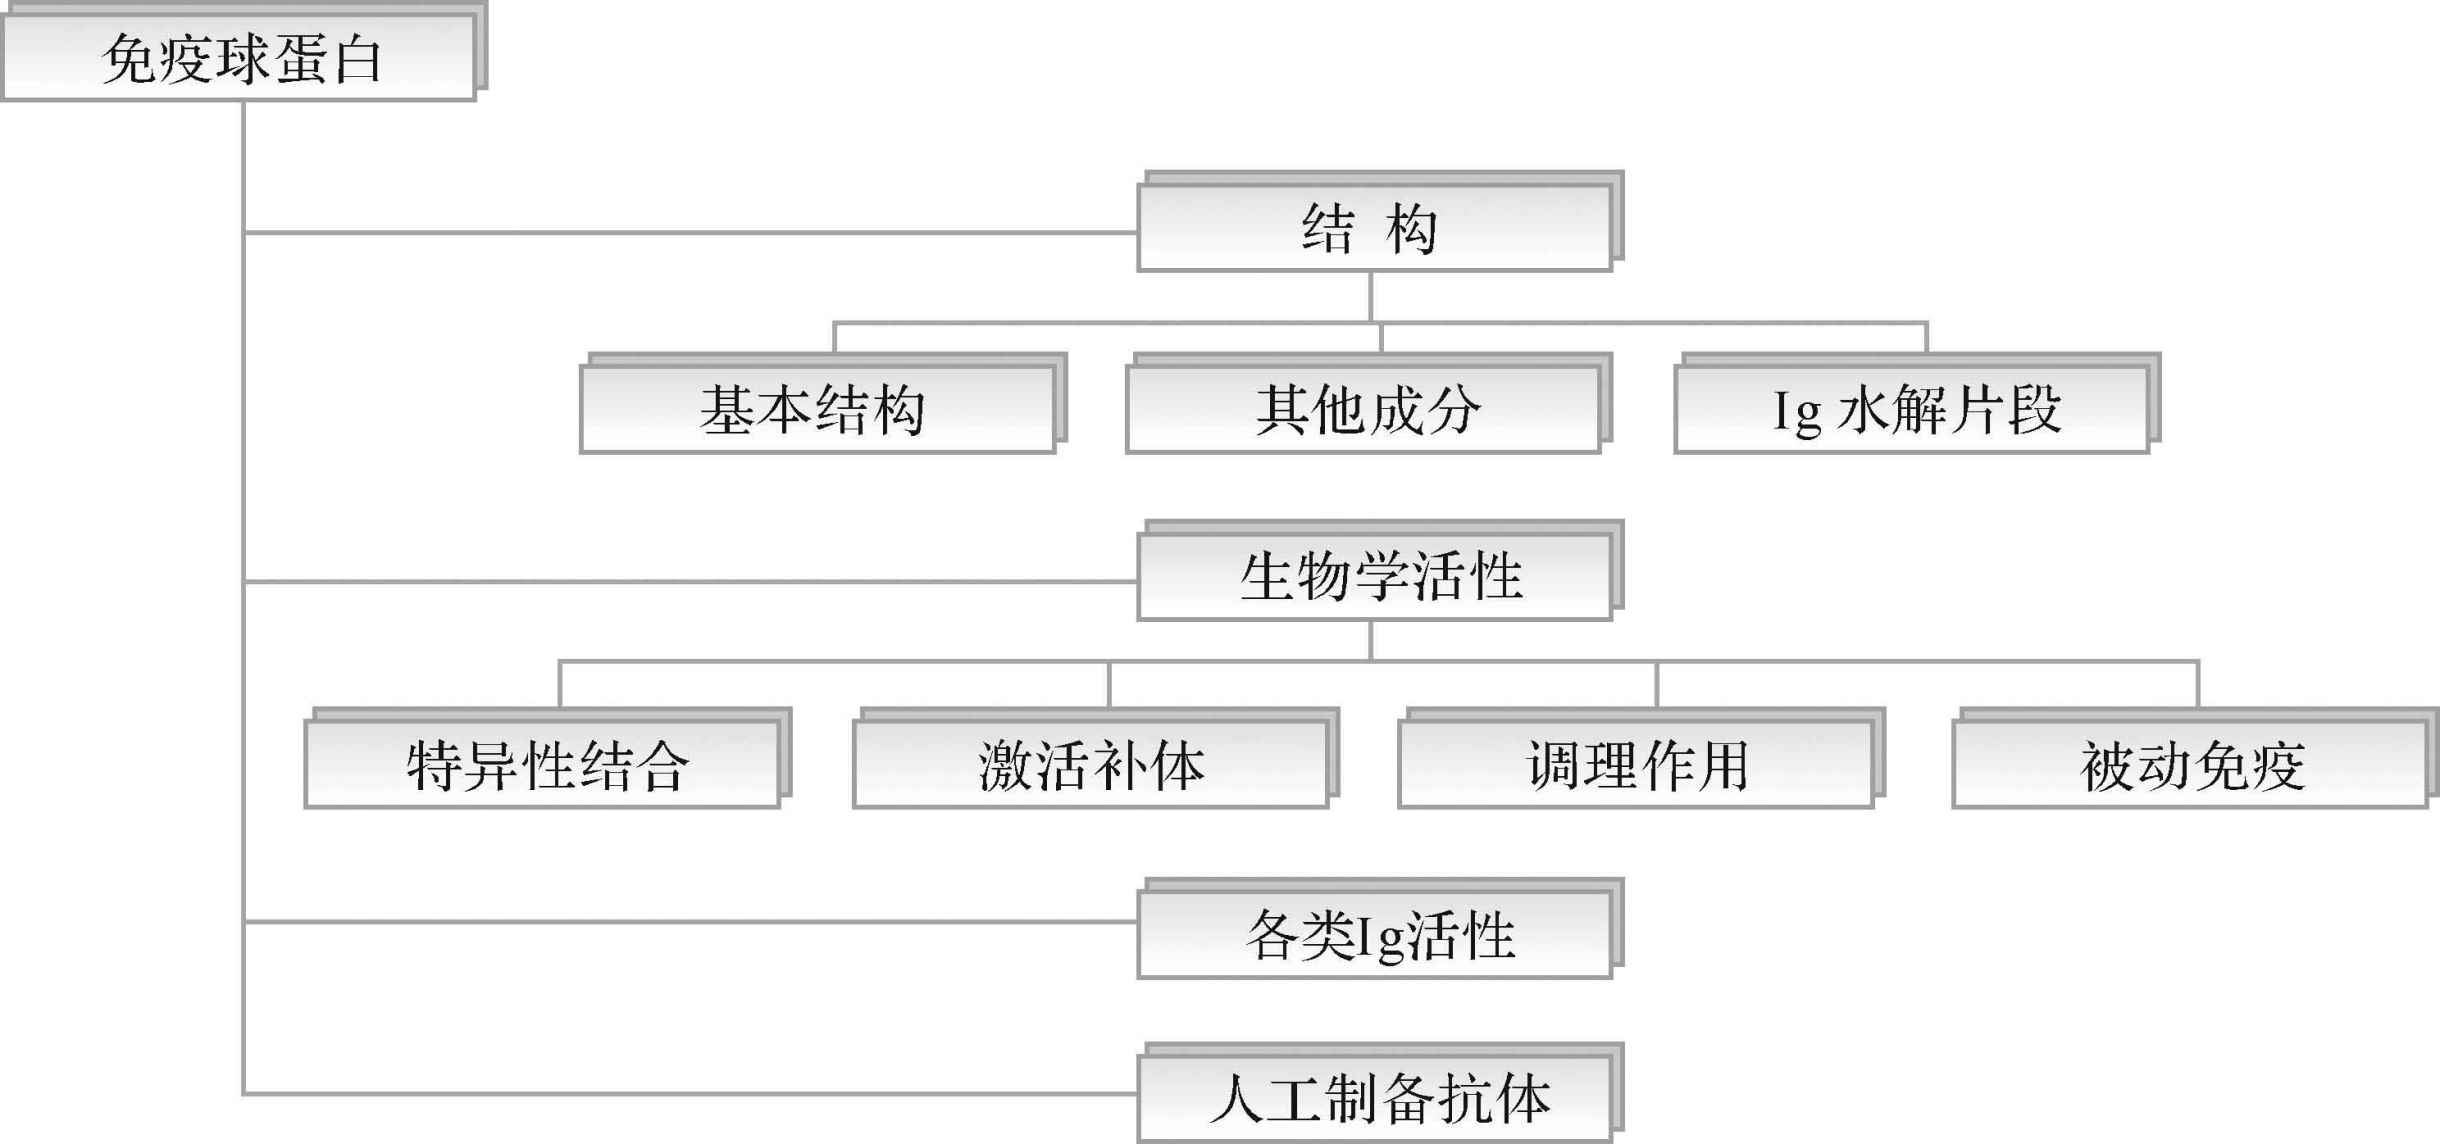 免疫球蛋白
结 构
基本结构
其他成分
Ig 水解片段
生物学活性
特异性结合
激活补体
调理作用
被动免疫
各类Ig活性
人工制备抗体